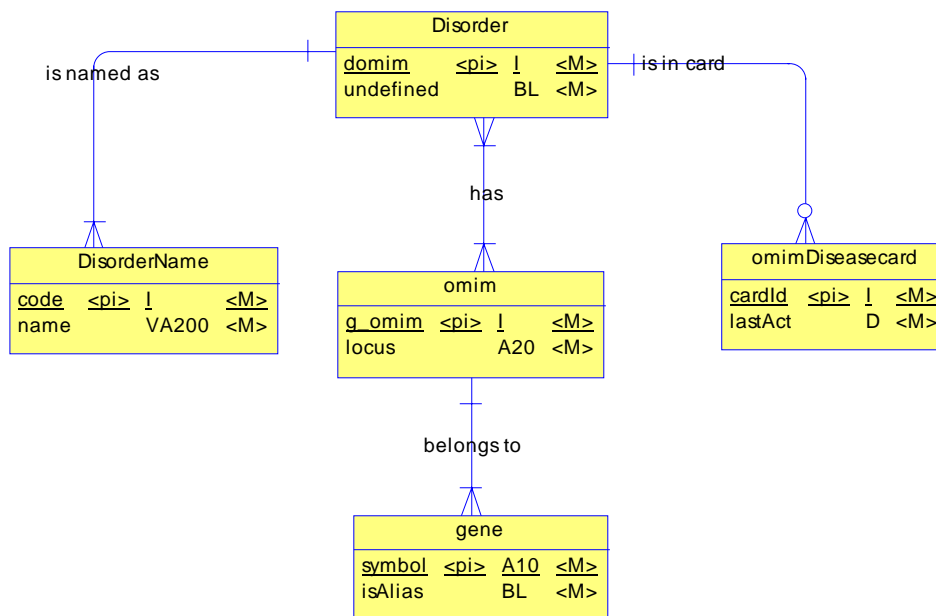 Disorder
domim <pi> I <M>
undefined BL <M>
is named as
is in card
has
DisorderName
code <pi> I <M>
name VA200 <M>
omim
g_omim <pi> I <M>
locus A20 <M>
omimDiseasecard
cardId <pi> I <M>
lastAct D <M>
belongs to
gene
symbol <pi> A10 <M>
isAlias BL <M>